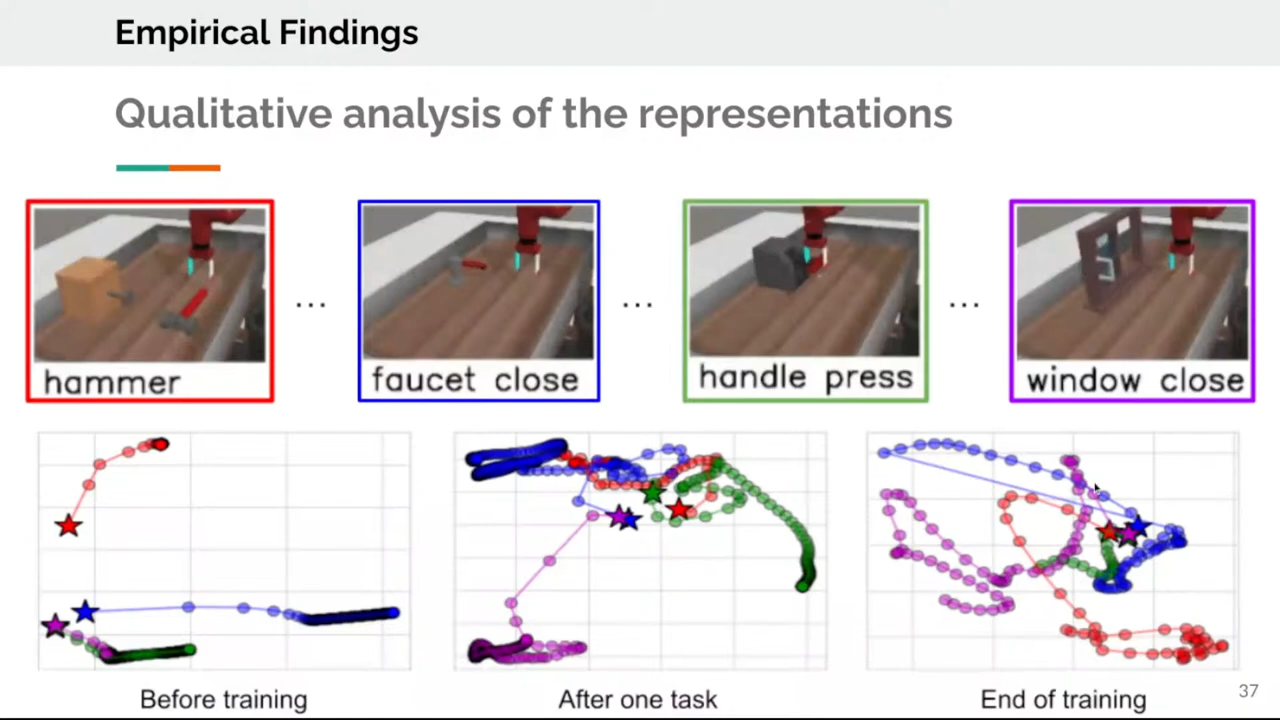 Empirical Findings
Qualitative analysis of the representations
hammer
...
faucet close
...
handle press
...
window close
Before training
After one task
End of training
37